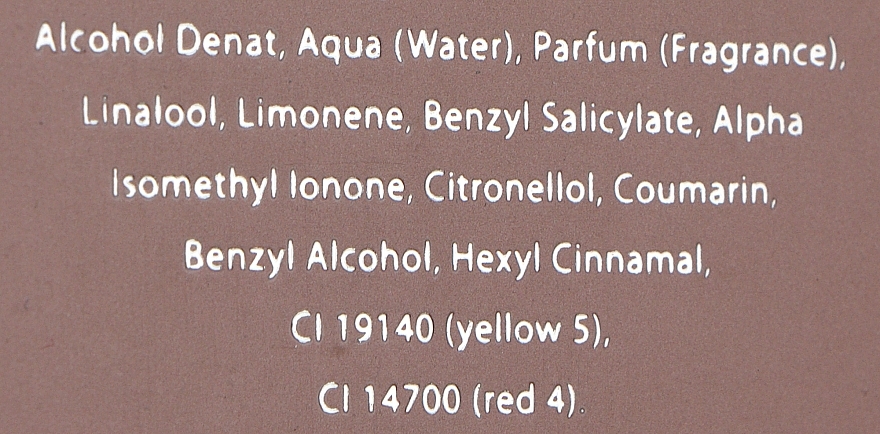 Alcohol Denat, Aqua (Water), Parfum (Fragrance),
Linalool, Limonene, Benzyl Salicylate, Alpha
Isomethyl Ionone, Citronellol, Coumarin,
Benzyl Alcohol, Hexyl Cinnamal,
CI 19140 (yellow 5),
CI 14700 (red 4).